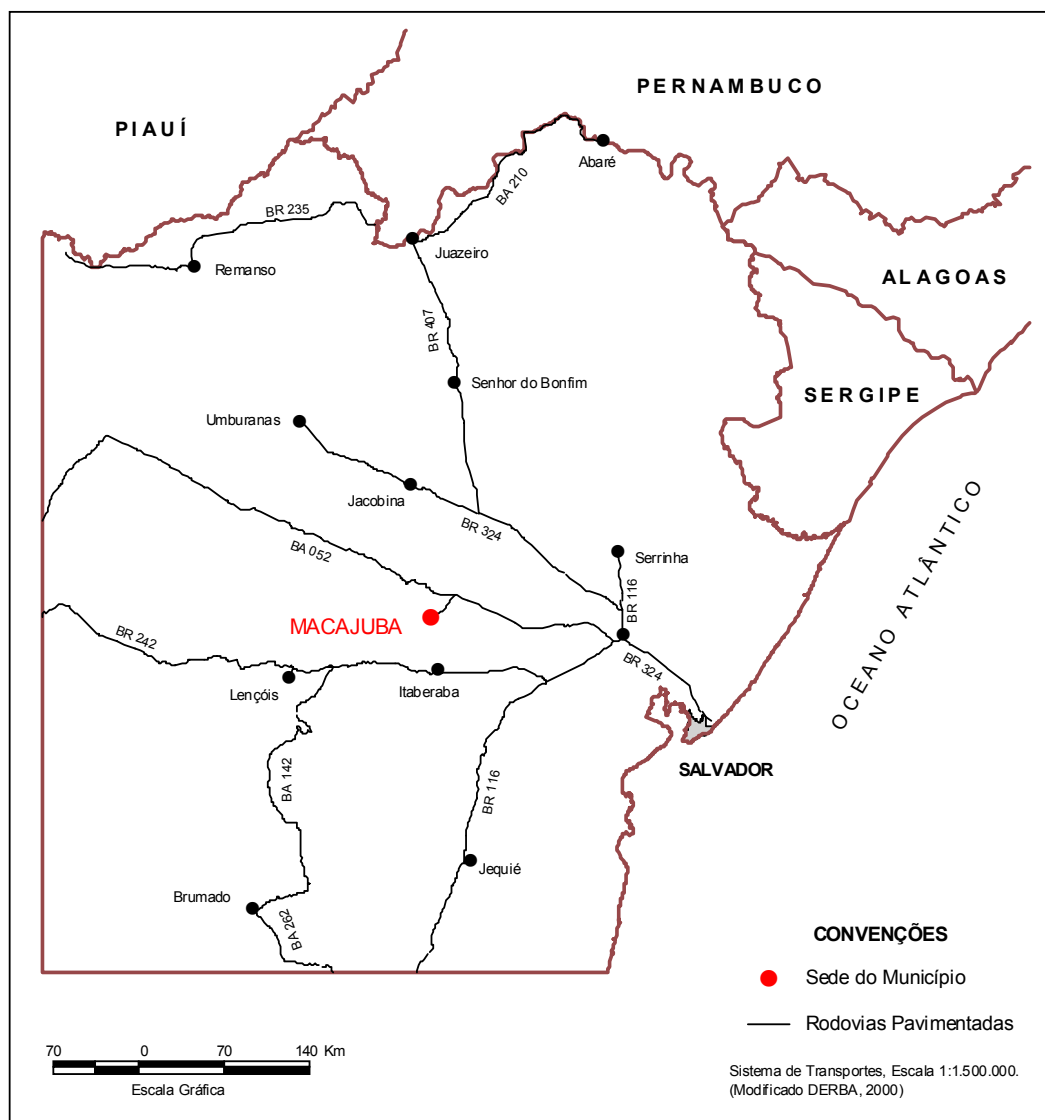 PERNAMBUCO
PIAUÍ
Abaré
BA 210
BR 235
Juazeiro
Remanso
ALAGOAS
BR 407
Senhor do Bonfim
SERGIPE
Umburanas
Jacobina
BR 324
OCEANO ATLÂNTICO
BA 052
Serrinha
BR 116
MACAJUBA
BR 242
BR 324
Itaberaba
Lençóis
SALVADOR
BA 142
BR 116
Jequié
Brumado
BA 262
CONVENÇÕES
Sede do Município
Rodovias Pavimentadas
70 0 70 140 Km
Escala Gráfica
Sistema de Transportes, Escala 1:1.500.000.
(Modificado DERBA, 2000)